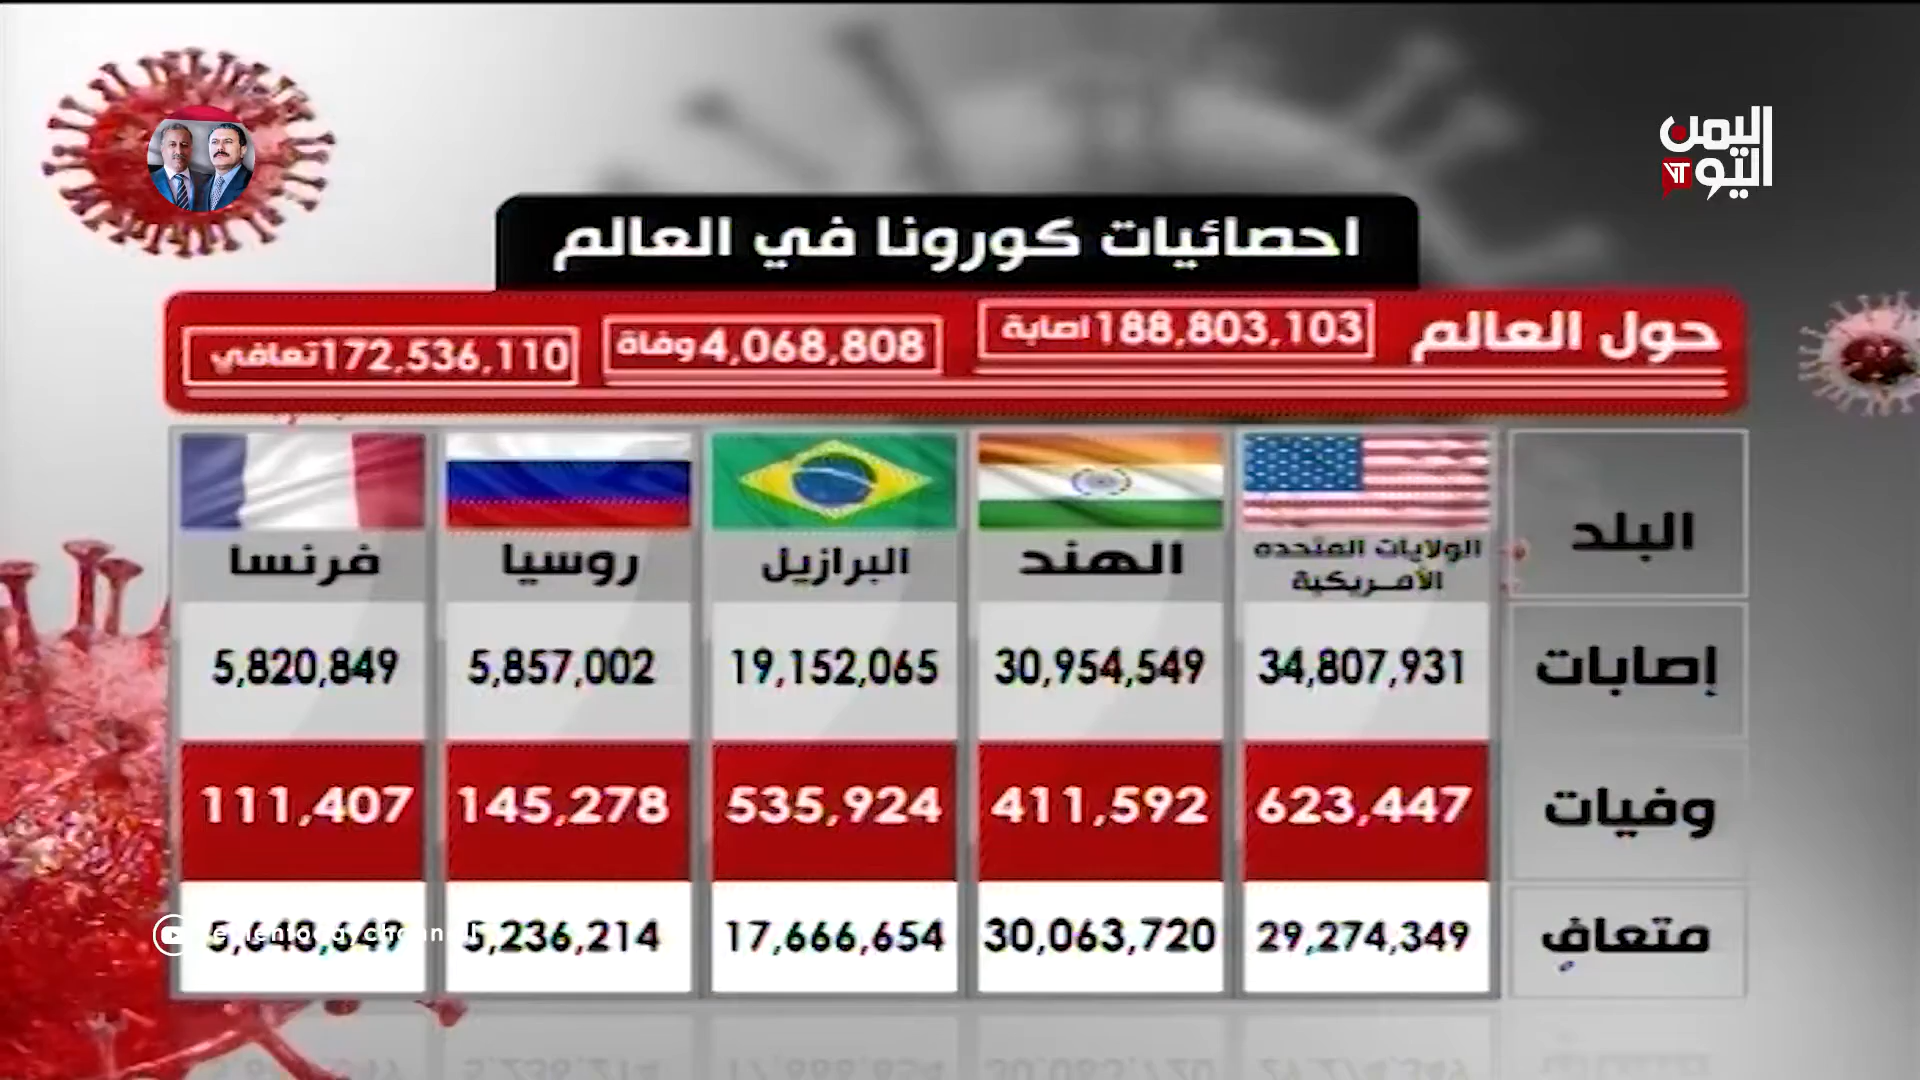 اليمن
اليوم
YT
احصائيات كورونا في العالم
حول العالم
188,803,103 اصابة
4,068,808 وفاة
172,536,110 تعافي
البلد
الولايات المتحده
الأمريكية
الهند
البرازيل
روسيا
فرنسا
إصابات
34,807,931
30,954,549
19,152,065
5,857,002
5,820,849
وفيات
623,447
411,592
535,924
145,278
111,407
متعافٍ
29,274,349
30,063,720
17,666,654
5,236,214